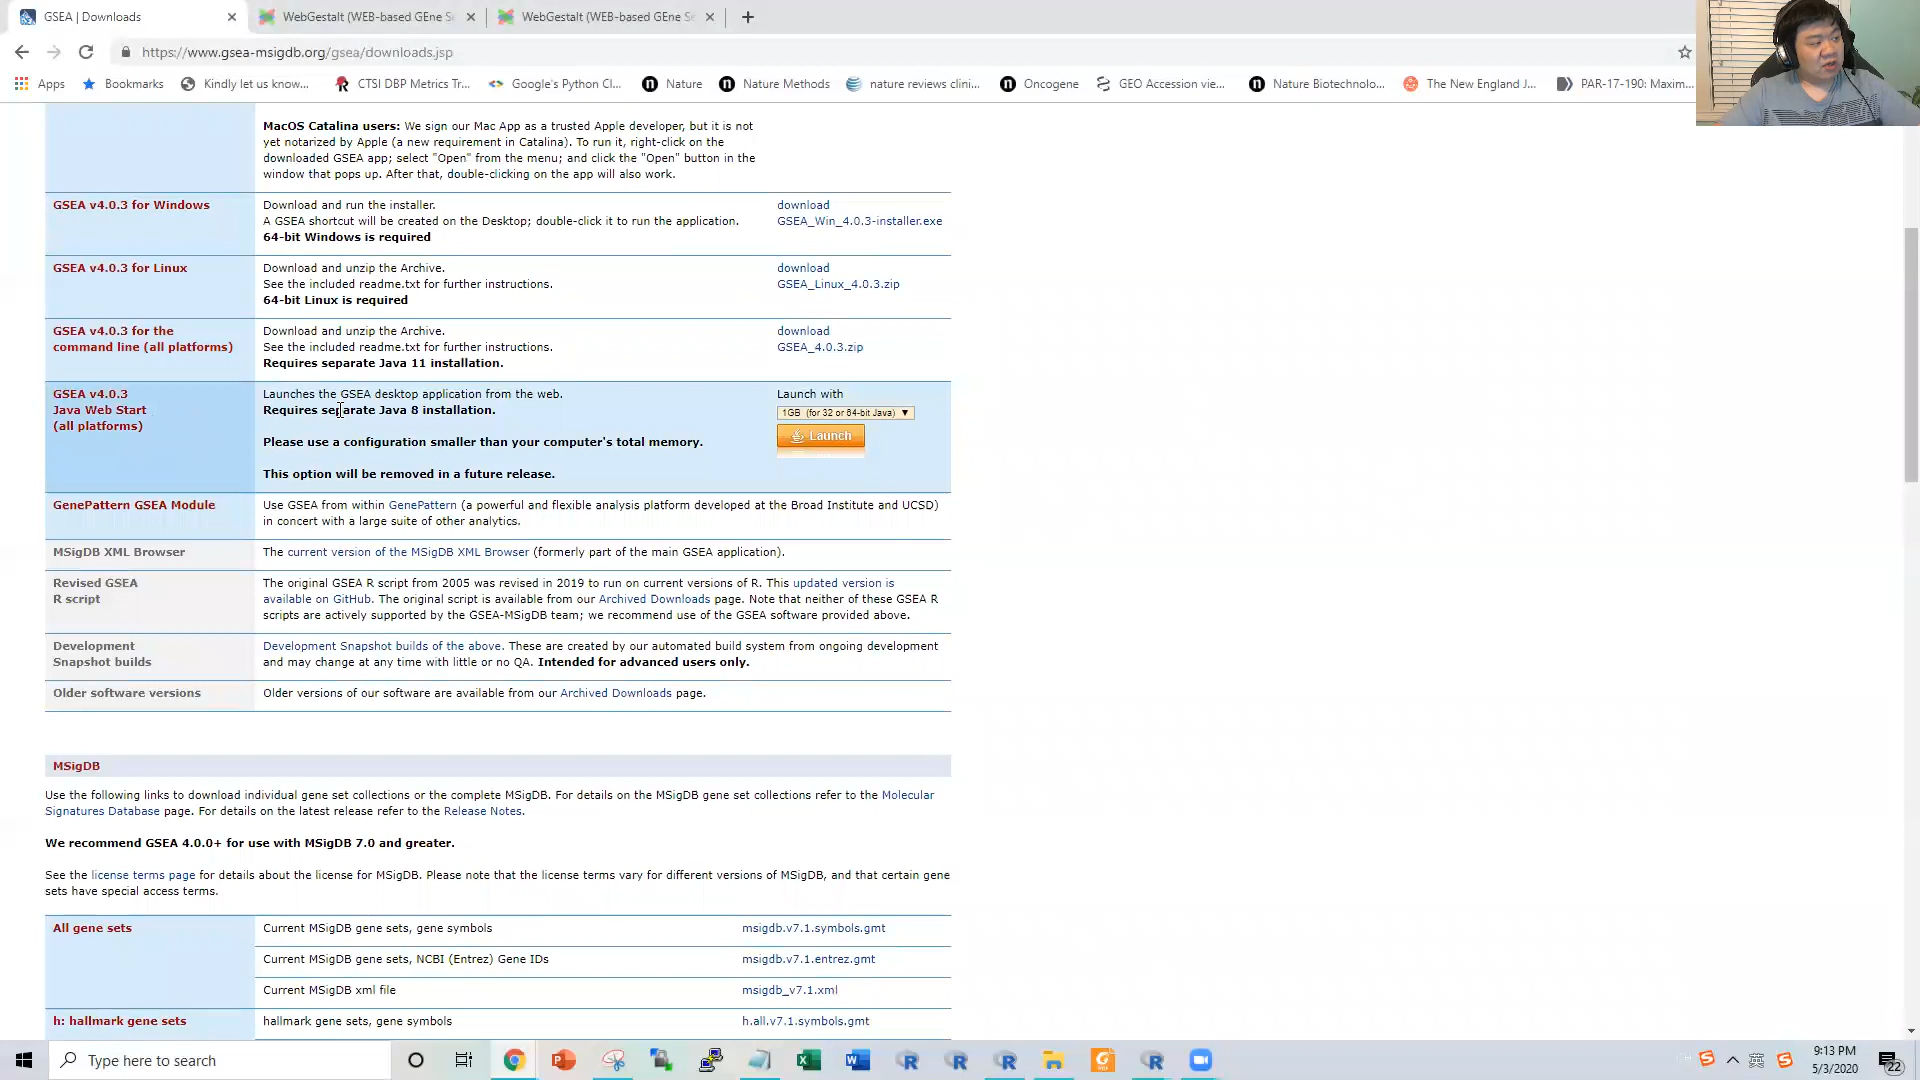 GSEA | Downloads
WebGestalt (WEB-based GEne Se
WebGestalt (WEB-based GEne Se
https://www.gsea-msigdb.org/gsea/downloads.jsp
Apps
Bookmarks
Kindly let us know...
CTSI DBP Metrics Tr...
Google's Python Cl...
Nature
Nature Methods
nature reviews clini...
Oncogene
GEO Accession vie...
Nature Biotechnolo...
The New England J...
PAR-17-190: Maxim...
MacOS Catalina users: We sign our Mac App as a trusted Apple developer, but it is not
yet notarized by Apple (a new requirement in Catalina). To run it, right-click on the
downloaded GSEA app; select "Open" from the menu; and click the "Open" button in the
window that pops up. After that, double-clicking on the app will also work.
GSEA v4.0.3 for Windows
Download and run the installer.
A GSEA shortcut will be created on the Desktop; double-click it to run the application.
64-bit Windows is required
download
GSEA_Win_4.0.3-installer.exe
GSEA v4.0.3 for Linux
Download and unzip the Archive.
See the included readme.txt for further instructions.
64-bit Linux is required
download
GSEA_Linux_4.0.3.zip
GSEA v4.0.3 for the
command line (all platforms)
Download and unzip the Archive.
See the included readme.txt for further instructions.
Requires separate Java 11 installation.
download
GSEA_4.0.3.zip
GSEA v4.0.3
Java Web Start
(all platforms)
Launches the GSEA desktop application from the web.
Requires separate Java 8 installation.
Please use a configuration smaller than your computer's total memory.
This option will be removed in a future release.
Launch with
1GB (for 32 or 64-bit Java)
Launch
GenePattern GSEA Module
Use GSEA from within GenePattern (a powerful and flexible analysis platform developed at the Broad Institute and UCSD)
in concert with a large suite of other analytics.
MSigDB XML Browser
The current version of the MSigDB XML Browser (formerly part of the main GSEA application).
Revised GSEA
R script
The original GSEA R script from 2005 was revised in 2019 to run on current versions of R. This updated version is
available on GitHub. The original script is available from our Archived Downloads page. Note that neither of these GSEA R
scripts are actively supported by the GSEA-MSigDB team; we recommend use of the GSEA software provided above.
Development
Snapshot builds
Development Snapshot builds of the above. These are created by our automated build system from ongoing development
and may change at any time with little or no QA. Intended for advanced users only.
Older software versions
Older versions of our software are available from our Archived Downloads page.
MSigDB
Use the following links to download individual gene set collections or the complete MSigDB. For details on the MSigDB gene set collections refer to the Molecular
Signatures Database page. For details on the latest release refer to the Release Notes.
We recommend GSEA 4.0.0+ for use with MSigDB 7.0 and greater.
See the license terms page for details about the license for MSigDB. Please note that the license terms vary for different versions of MSigDB, and that certain gene
sets have special access terms.
All gene sets
Current MSigDB gene sets, gene symbols
msigdb.v7.1.symbols.gmt
Current MSigDB gene sets, NCBI (Entrez) Gene IDs
msigdb.v7.1.entrez.gmt
Current MSigDB xml file
msigdb_v7.1.xml
h: hallmark gene sets
hallmark gene sets, gene symbols
h.all.v7.1.symbols.gmt
Type here to search
英
9:13 PM
5/3/2020
22